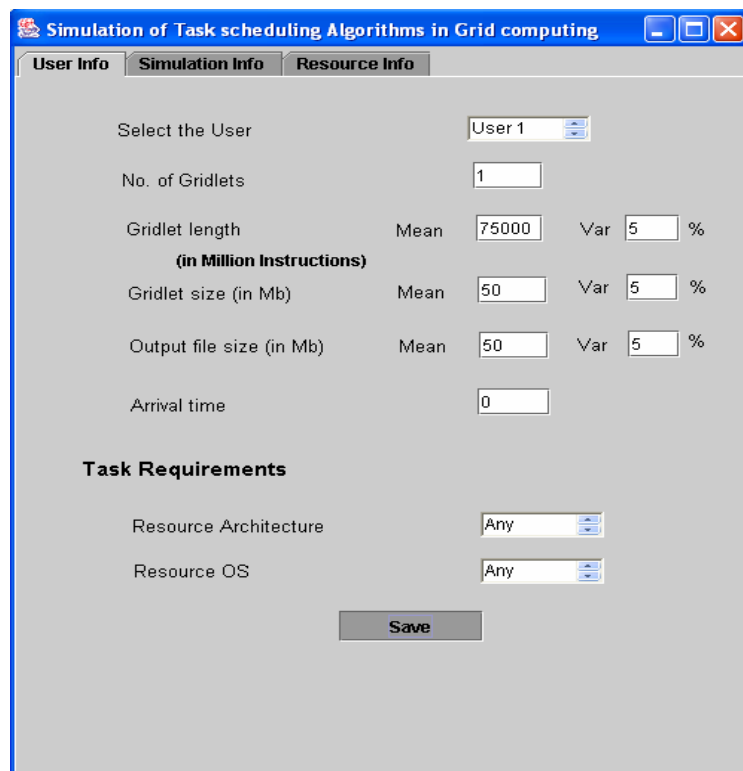 Simulation of Task scheduling Algorithms in Grid computing
User Info Simulation Info Resource Info
Select the User User 1
No. of Gridlets 1
Gridlet length Mean 75000 Var 5 %
(in Million Instructions)
Gridlet size (in Mb) Mean 50 Var 5 %
Output file size (in Mb) Mean 50 Var 5 %
Arrival time 0
Task Requirements
Resource Architecture Any
Resource OS Any
Save